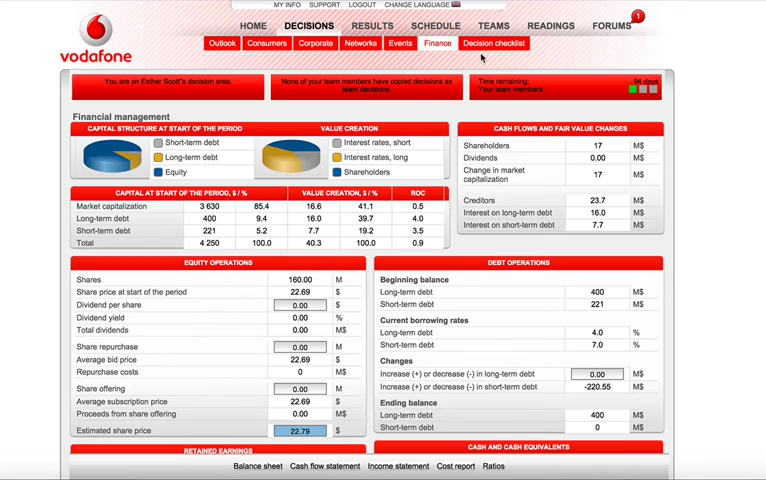 MY INFO SUPPORT LOGOUT CHANGE LANGUAGE
HOME DECISIONS RESULTS SCHEDULE TEAMS READINGS FORUMS 1
vodafone
Outlook Consumers Corporate Networks Events Finance Decision checklist
You are on Esther Scott's decision area.
None of your team members have copied decisions as
team decisions.
Time remaining: 94 days
Your team members:
Financial management
CAPITAL STRUCTURE AT START OF THE PERIOD VALUE CREATION
Short-term debt Interest rates, short
Long-term debt Interest rates, long
Equity Shareholders
CASH FLOWS AND FAIR VALUE CHANGES
Shareholders 17 M$
Dividends 0.00 M$
Change in market
capitalization 17 M$
Creditors 23.7 M$
Interest on long-term debt 16.0 M$
Interest on short-term debt 7.7 M$
CAPITAL AT START OF THE PERIOD, $ / % VALUE CREATION, $ / % ROC
Market capitalization 3 630 85.4 16.6 41.1 0.5
Long-term debt 400 9.4 16.0 39.7 4.0
Short-term debt 221 5.2 7.7 19.2 3.5
Total 4 250 100.0 40.3 100.0 0.9
EQUITY OPERATIONS
Shares 160.00 M
Share price at start of the period 22.69 $
Dividend per share 0.00 $
Dividend yield 0.00 %
Total dividends 0.00 M$
Share repurchase 0.00 M
Average bid price 22.69 $
Repurchase costs 0 M$
Share offering 0.00 M
Average subscription price 22.69 $
Proceeds from share offering 0.00 M$
Estimated share price 22.79 $
DEBT OPERATIONS
Beginning balance
Long-term debt 400 M$
Short-term debt 221 M$
Current borrowing rates
Long-term debt 4.0 %
Short-term debt 7.0 %
Changes
Increase (+) or decrease (-) in long-term debt 0.00 M$
Increase (+) or decrease (-) in short-term debt -220.55 M$
Ending balance
Long-term debt 400 M$
Short-term debt 0 M$
RETAINED EARNINGS
CASH AND CASH EQUIVALENTS
Balance sheet Cash flow statement Income statement Cost report Ratios